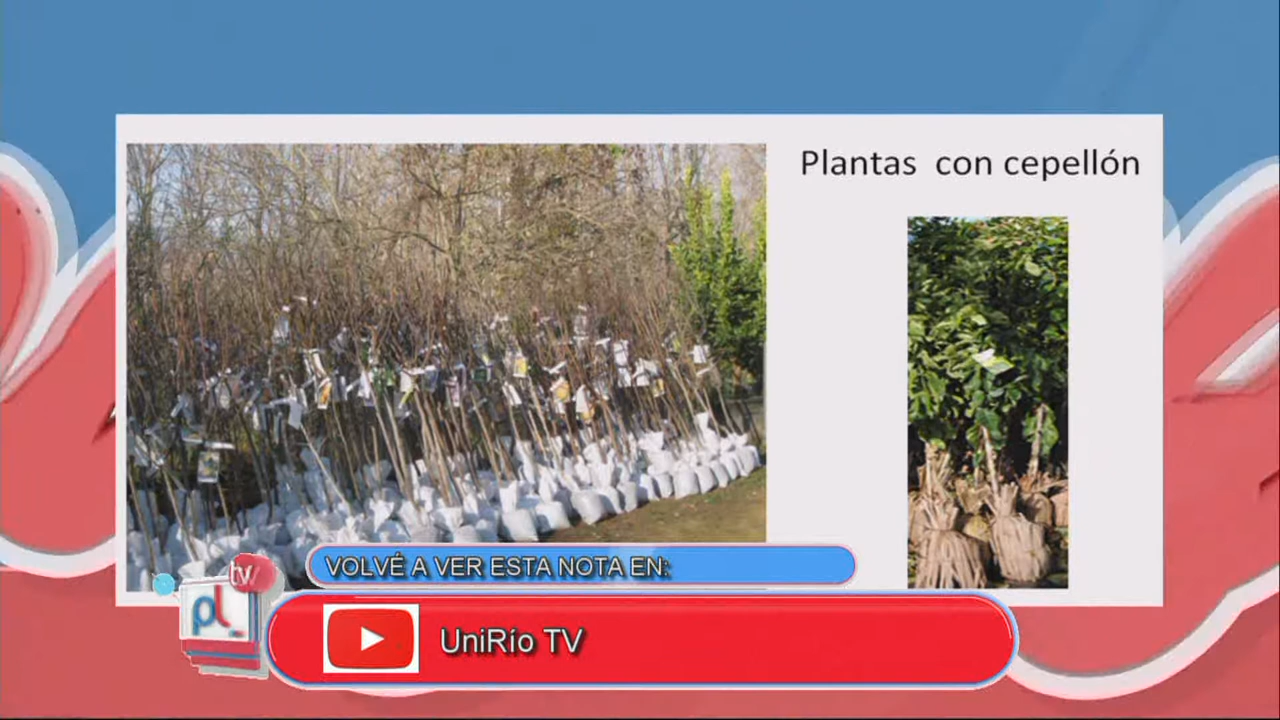 Plantas con cepellón
VOLVÉ A VER ESTA NOTA EN:
tv
pl
UniRío TV